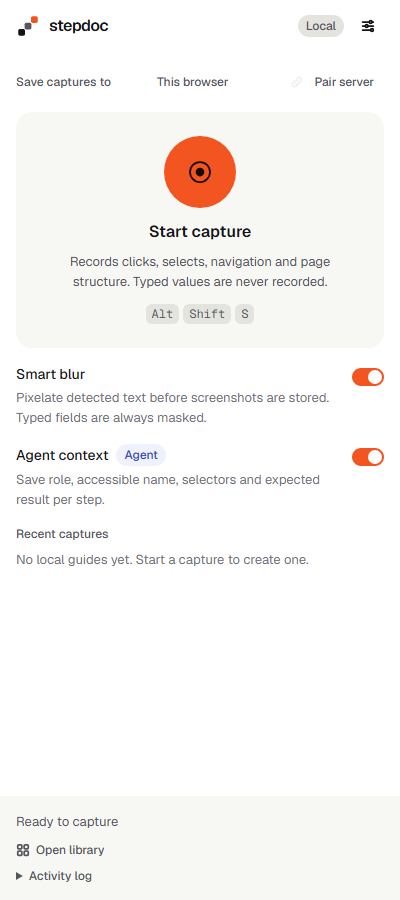 stepdoc
Local
Save captures to
This browser
Pair server
Start capture
Records clicks, selects, navigation and page
structure. Typed values are never recorded.
Alt Shift S
Smart blur
Pixelate detected text before screenshots are stored.
Typed fields are always masked.
Agent context Agent
Save role, accessible name, selectors and expected
result per step.
Recent captures
No local guides yet. Start a capture to create one.
Ready to capture
Open library
Activity log